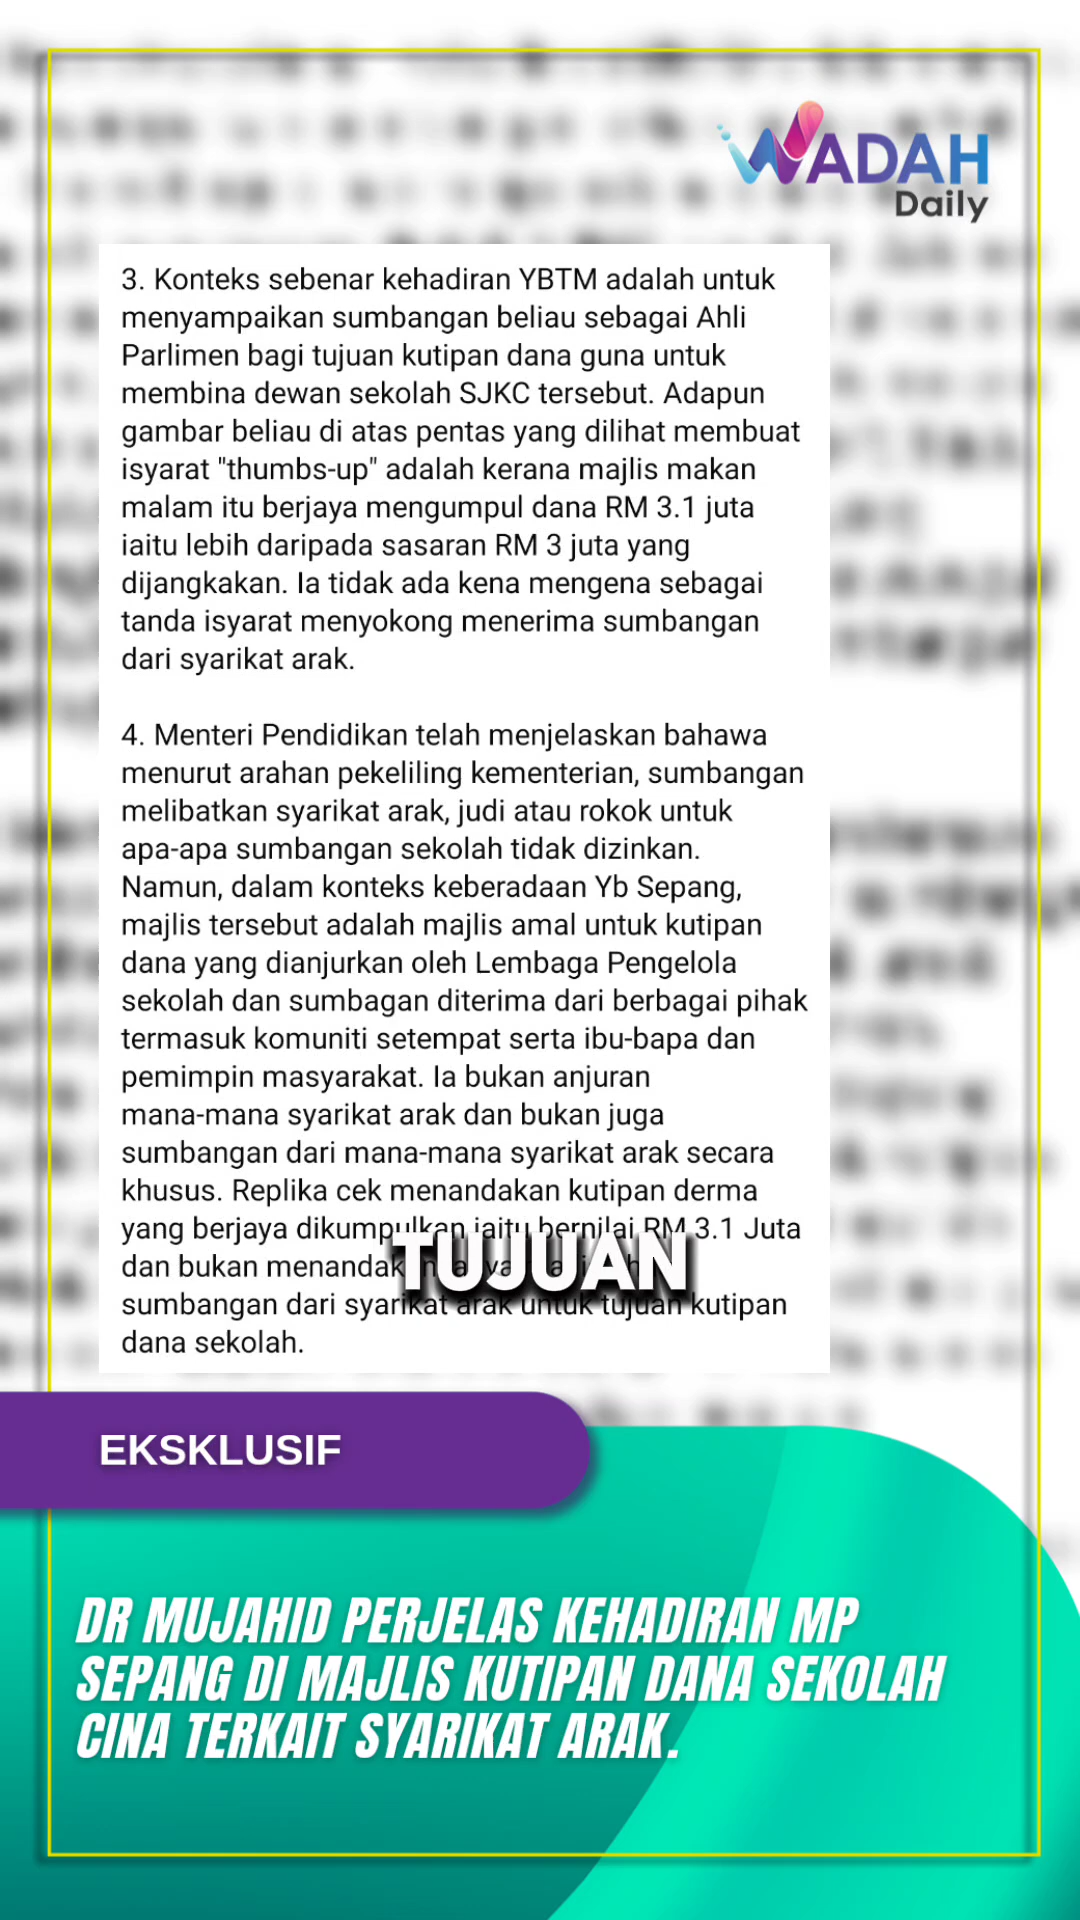 WADAH
Daily
3. Konteks sebenar kehadiran YBTM adalah untuk
menyampaikan sumbangan beliau sebagai Ahli
Parlimen bagi tujuan kutipan dana guna untuk
membina dewan sekolah SJKC tersebut. Adapun
gambar beliau di atas pentas yang dilihat membuat
isyarat "thumbs-up" adalah kerana majlis makan
malam itu berjaya mengumpul dana RM 3.1 juta
iaitu lebih daripada sasaran RM 3 juta yang
dijangkakan. Ia tidak ada kena mengena sebagai
tanda isyarat menyokong menerima sumbangan
dari syarikat arak.
4. Menteri Pendidikan telah menjelaskan bahawa
menurut arahan pekeliling kementerian, sumbangan
melibatkan syarikat arak, judi atau rokok untuk
apa-apa sumbangan sekolah tidak dizinkan.
Namun, dalam konteks keberadaan Yb Sepang,
majlis tersebut adalah majlis amal untuk kutipan
dana yang dianjurkan oleh Lembaga Pengelola
sekolah dan sumbagan diterima dari berbagai pihak
termasuk komuniti setempat serta ibu-bapa dan
pemimpin masyarakat. Ia bukan anjuran
mana-mana syarikat arak dan bukan juga
sumbangan dari mana-mana syarikat arak secara
khusus. Replika cek menandakan kutipan derma
yang berjaya dikumpulkan iaitu bernilai RM 3.1 Juta
dan bukan menandakan
TUJUAN
sumbangan dari syarikat arak untuk tujuan kutipan
dana sekolah.
EKSKLUSIF
DR MUJAHID PERJELAS KEHADIRAN MP
SEPANG DI MAJLIS KUTIPAN DANA SEKOLAH
CINA TERKAIT SYARIKAT ARAK.